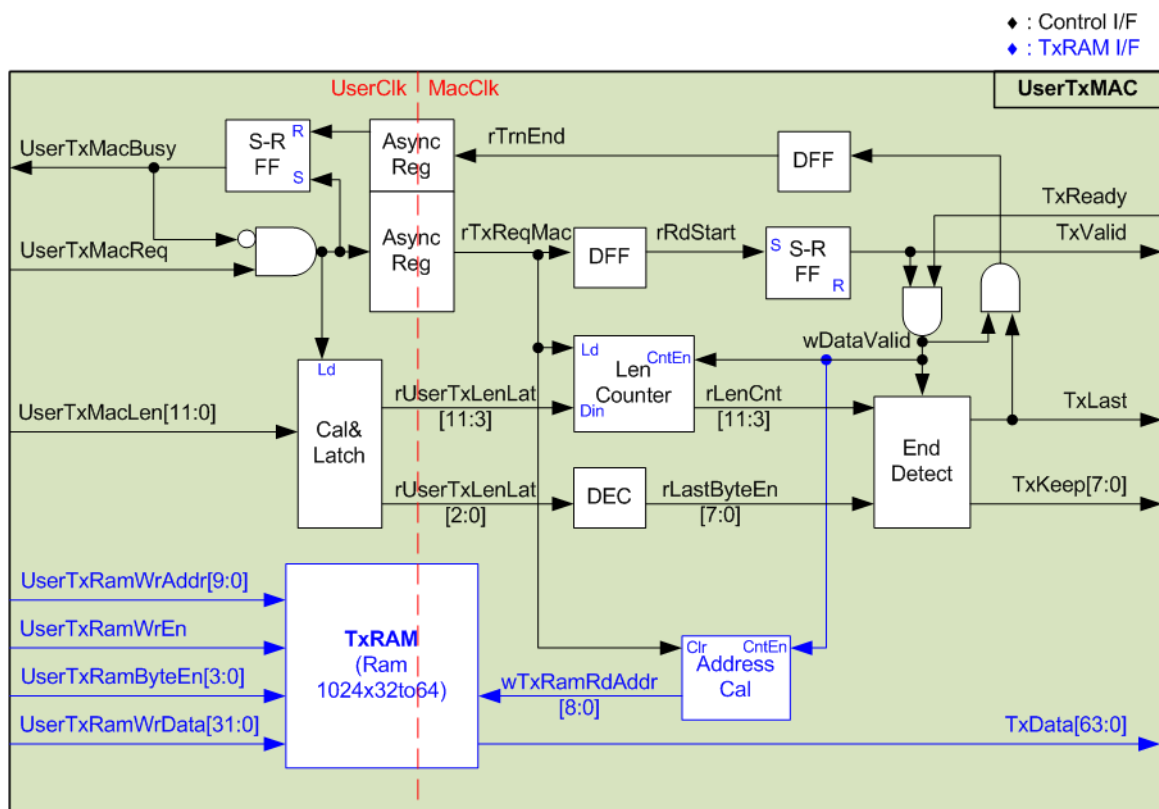 ♦ : Control I/F
♦ : TxRAM I/F
UserClk
MacClk
UserTxMAC
UserTxMacBusy
S-R
FF
R
S
Async
Reg
rTrnEnd
DFF
TxReady
UserTxMacReq
Async
Reg
rTxReqMac
DFF
rRdStart
S
S-R
FF
R
TxValid
wDataValid
Ld
Ld
CntEn
Len
Counter
Din
UserTxMacLen[11:0]
Cal&
Latch
rUserTxLenLat
[11:3]
rLenCnt
[11:3]
TxLast
End
Detect
rUserTxLenLat
[2:0]
DEC
rLastByteEn
[7:0]
TxKeep[7:0]
UserTxRamWrAddr[9:0]
UserTxRamWrEn
UserTxRamByteEn[3:0]
UserTxRamWrData[31:0]
TxRAM
(Ram
1024x32to64)
wTxRamRdAddr
[8:0]
Clr
CntEn
Address
Cal
TxData[63:0]